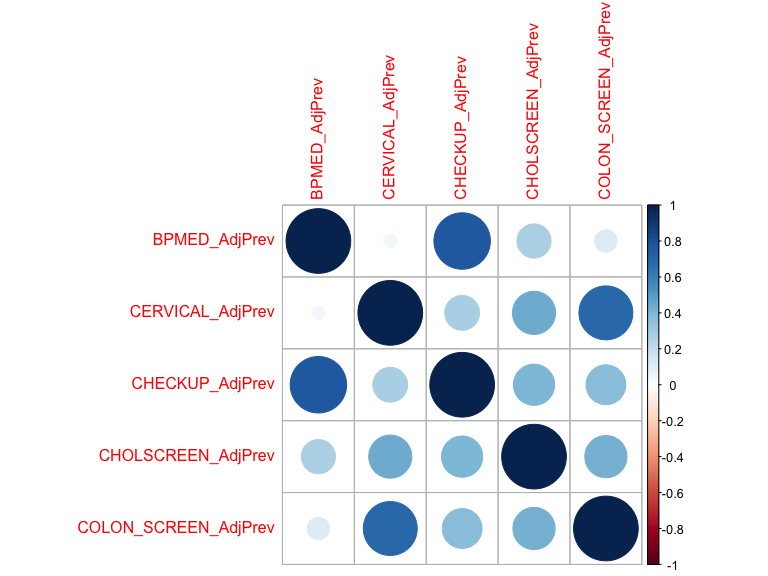 BPMED_AdjPrev
CERVICAL_AdjPrev
CHECKUP_AdjPrev
CHOLSCREEN_AdjPrev
COLON_SCREEN_AdjPrev
BPMED_AdjPrev
CERVICAL_AdjPrev
CHECKUP_AdjPrev
CHOLSCREEN_AdjPrev
COLON_SCREEN_AdjPrev
1
0.8
0.6
0.4
0.2
0
-0.2
-0.4
-0.6
-0.8
-1